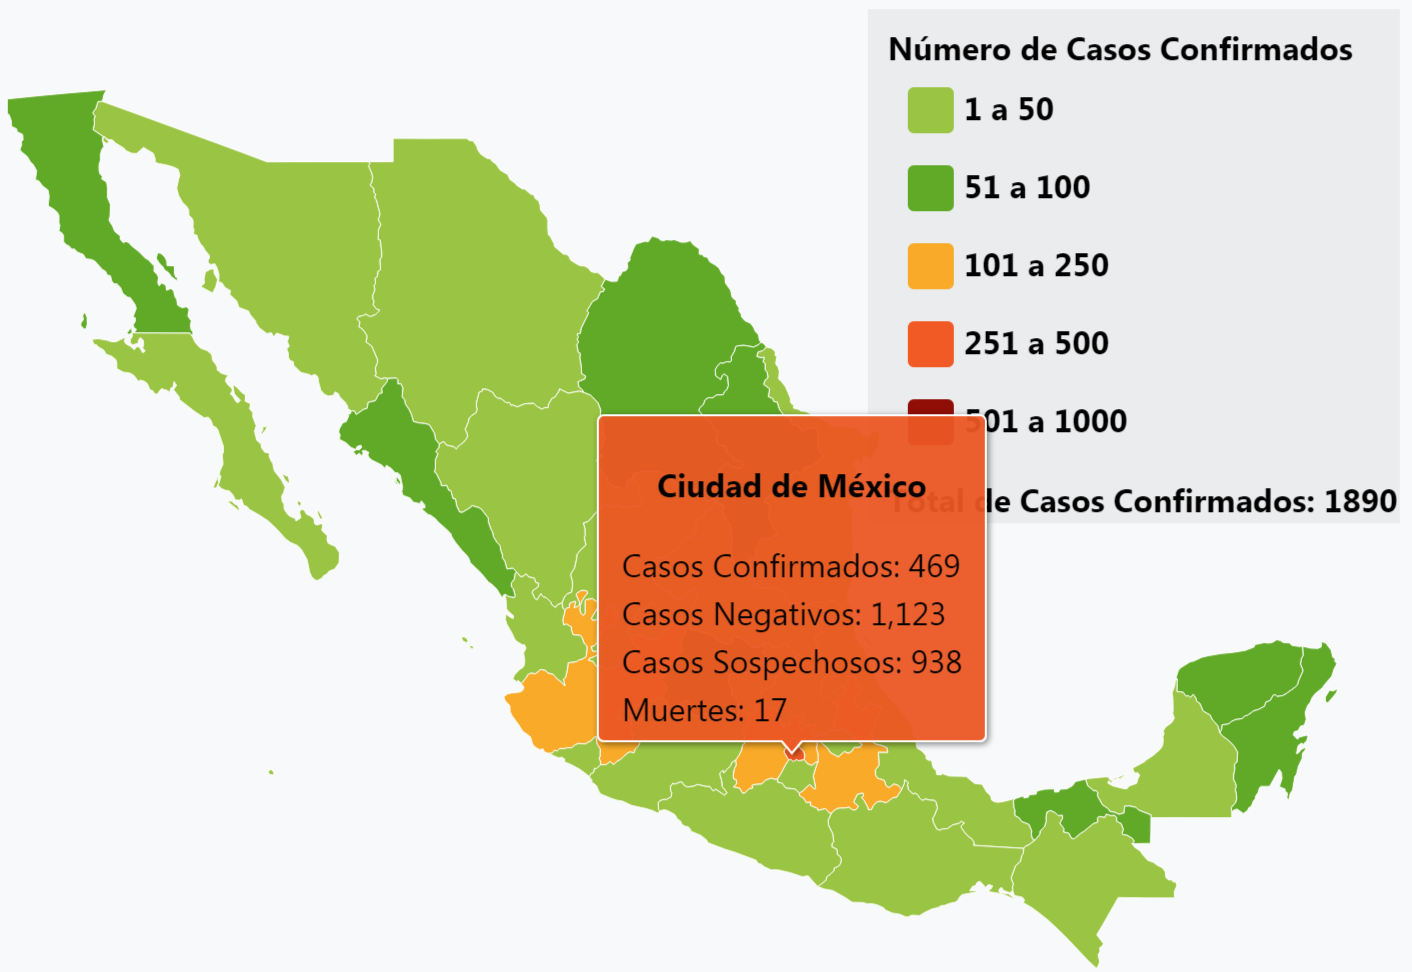 Número de Casos Confirmados
1 a 50
51 a 100
101 a 250
251 a 500
501 a 1000
Total de Casos Confirmados: 1890
Ciudad de México
Casos Confirmados: 469
Casos Negativos: 1,123
Casos Sospechosos: 938
Muertes: 17